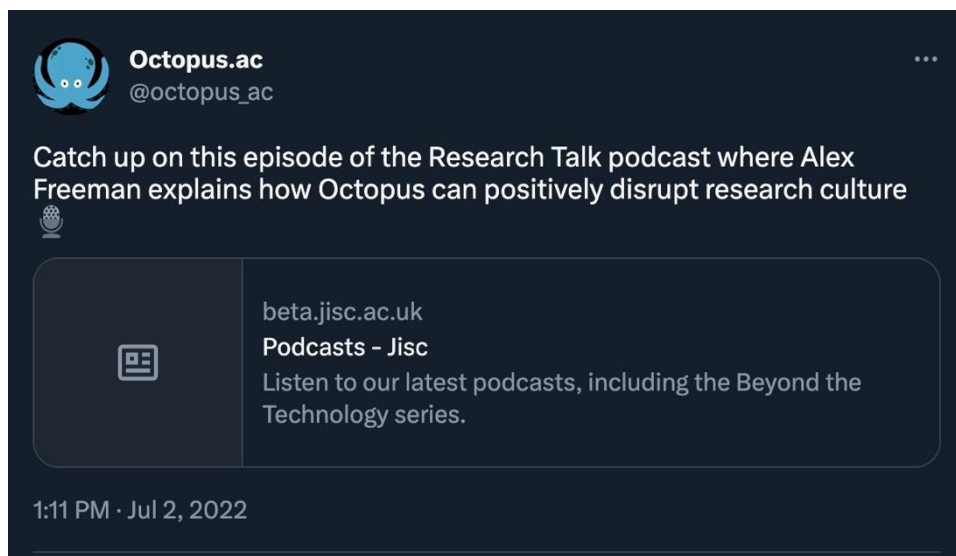 Octopus.ac
@octopus_ac
Catch up on this episode of the Research Talk podcast where Alex
Freeman explains how Octopus can positively disrupt research culture
🎙
beta.jisc.ac.uk
Podcasts - Jisc
Listen to our latest podcasts, including the Beyond the
Technology series.
1:11 PM · Jul 2, 2022